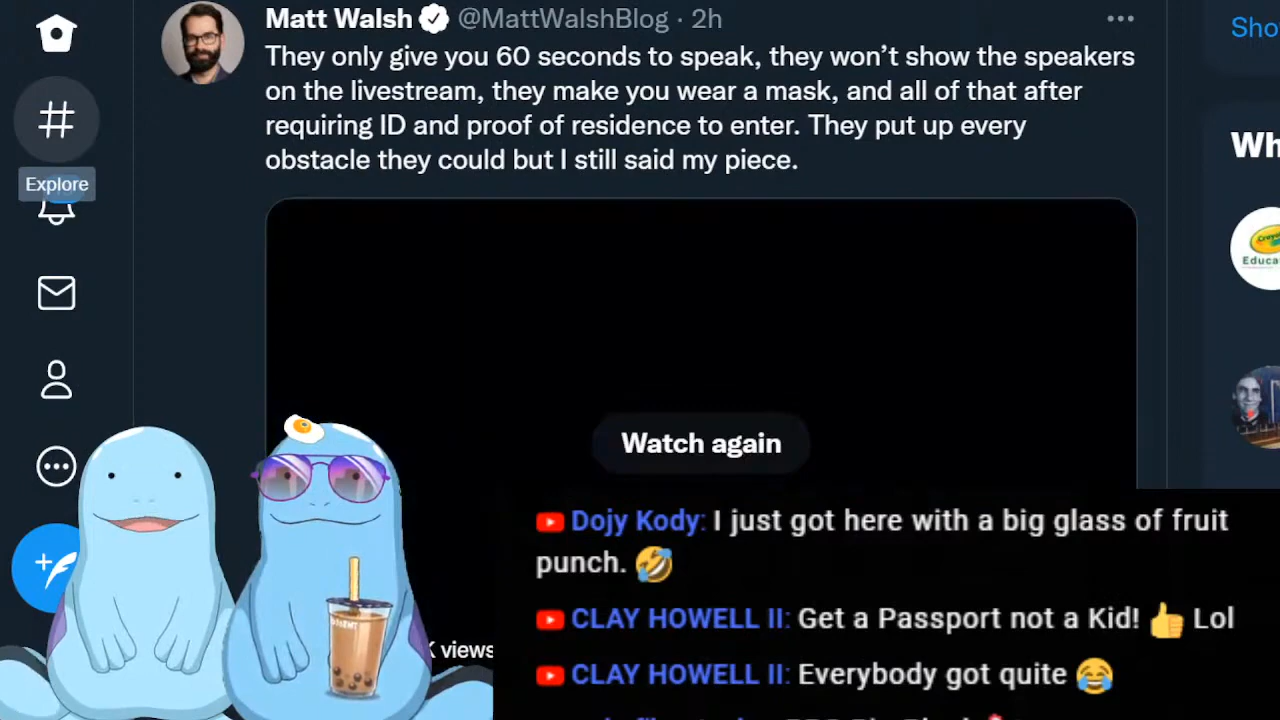 Matt Walsh @MattWalshBlog · 2h
They only give you 60 seconds to speak, they won’t show the speakers
on the livestream, they make you wear a mask, and all of that after
requiring ID and proof of residence to enter. They put up every
obstacle they could but I still said my piece.
Explore
Watch again
views
Dojy Kody: I just got here with a big glass of fruit
punch. 🤣
CLAY HOWELL II: Get a Passport not a Kid! 👍 Lol
CLAY HOWELL II: Everybody got quite 😂
Sho
Wh
Crayola
Educa